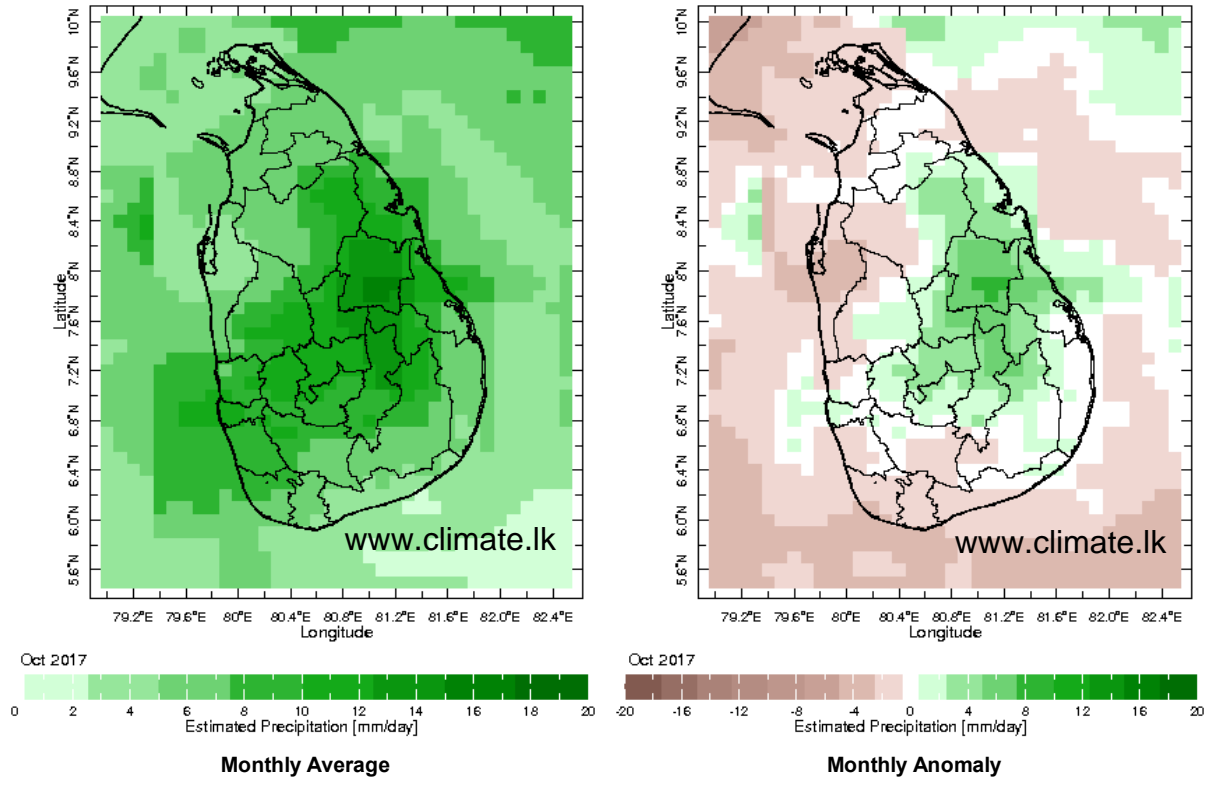 10°N
9.6°N
9.2°N
8.8°N
8.4°N
8°N
7.6°N
7.2°N
6.8°N
6.4°N
6.0°N
5.6°N
Latitude
www.climate.lk
79.2°E 79.6°E 80°E 80.4°E 80.8°E 81.2°E 81.6°E 82.0°E 82.4°E
Longitude
Oct 2017
0 2 4 6 8 10 12 14 16 18 20
Estimated Precipitation [mm/day]
Monthly Average
10°N
9.6°N
9.2°N
8.8°N
8.4°N
8°N
7.6°N
7.2°N
6.8°N
6.4°N
6.0°N
5.6°N
Latitude
www.climate.lk
79.2°E 79.6°E 80°E 80.4°E 80.8°E 81.2°E 81.6°E 82.0°E 82.4°E
Longitude
Oct 2017
-20 -16 -12 -8 -4 0 4 8 12 16 20
Estimated Precipitation [mm/day]
Monthly Anomaly